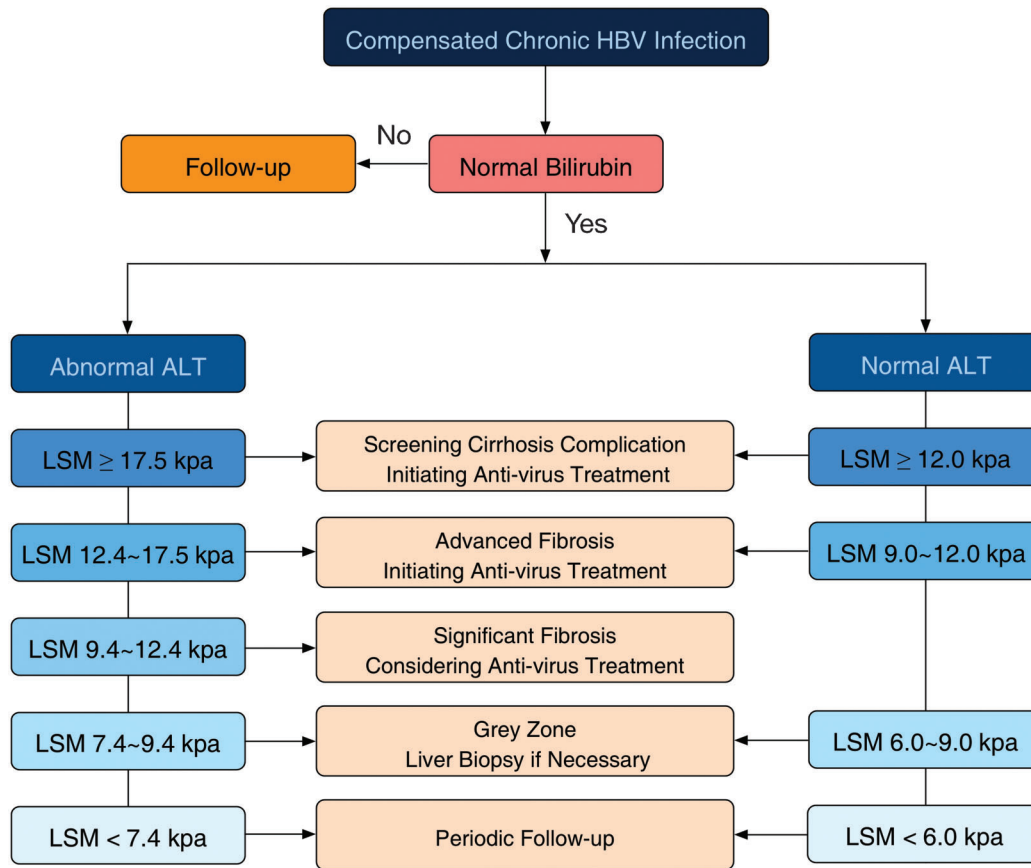 Compensated Chronic HBV Infection
No
Follow-up
Normal Bilirubin
Yes
Abnormal ALT
Normal ALT
LSM ≥ 17.5 kpa
Screening Cirrhosis Complication
Initiating Anti-virus Treatment
LSM ≥ 12.0 kpa
LSM 12.4~17.5 kpa
Advanced Fibrosis
Initiating Anti-virus Treatment
LSM 9.0~12.0 kpa
LSM 9.4~12.4 kpa
Significant Fibrosis
Considering Anti-virus Treatment
LSM 7.4~9.4 kpa
Grey Zone
Liver Biopsy if Necessary
LSM 6.0~9.0 kpa
LSM < 7.4 kpa
Periodic Follow-up
LSM < 6.0 kpa